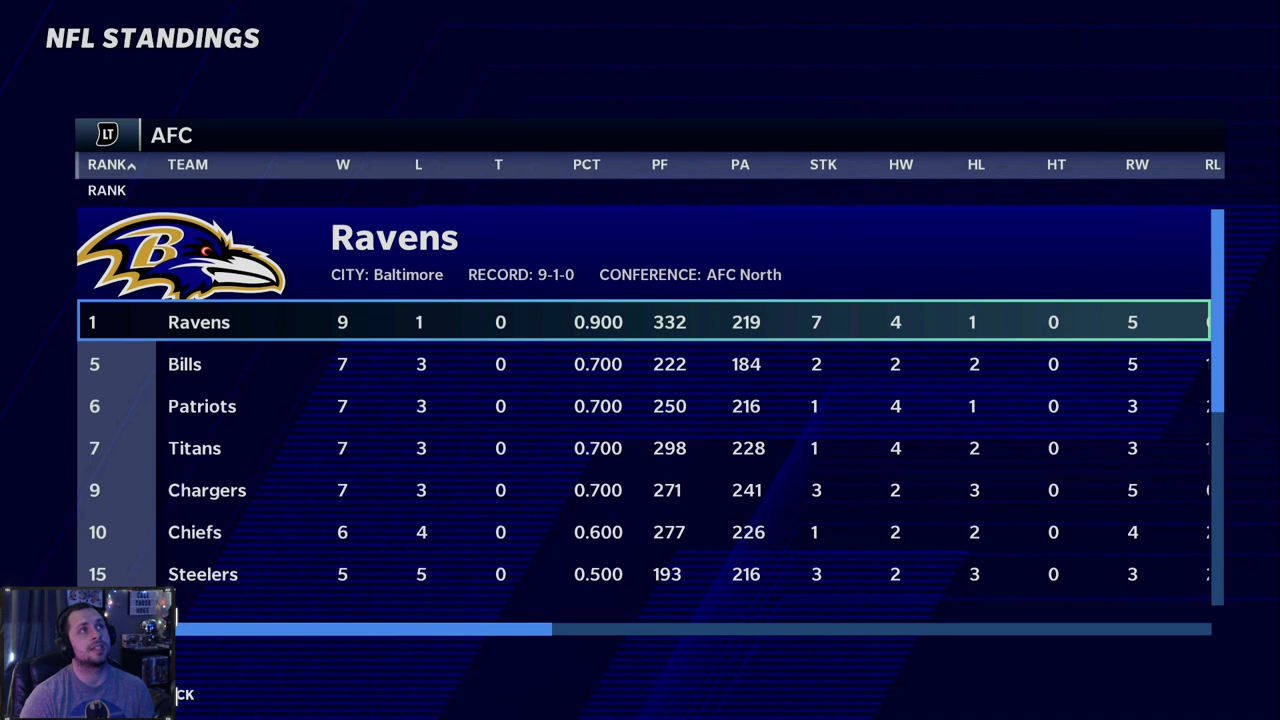 NFL STANDINGS
LT AFC
RANK TEAM W L T PCT PF PA STK HW HL HT RW RL
RANK
B
Ravens
CITY: Baltimore RECORD: 9-1-0 CONFERENCE: AFC North
1 Ravens 9 1 0 0.900 332 219 7 4 1 0 5
5 Bills 7 3 0 0.700 222 184 2 2 2 0 5
6 Patriots 7 3 0 0.700 250 216 1 4 1 0 3
7 Titans 7 3 0 0.700 298 228 1 4 2 0 3
9 Chargers 7 3 0 0.700 271 241 3 2 3 0 5
10 Chiefs 6 4 0 0.600 277 226 1 2 2 0 4
15 Steelers 5 5 0 0.500 193 216 3 2 3 0 3
CK